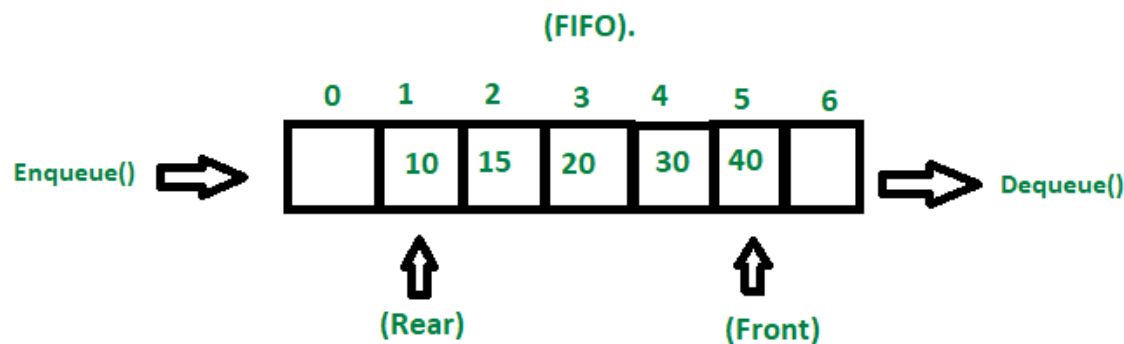 (FIFO).
0 1 2 3 4 5 6
Enqueue() 10 15 20 30 40 Dequeue()
(Rear) (Front)